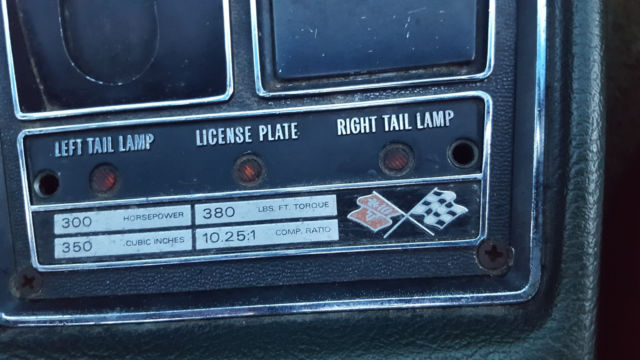 LEFT TAIL LAMP LICENSE PLATE RIGHT TAIL LAMP
300 HORSEPOWER 380 LBS. FT. TORQUE
350 CUBIC INCHES 10.25:1 COMP. RATIO